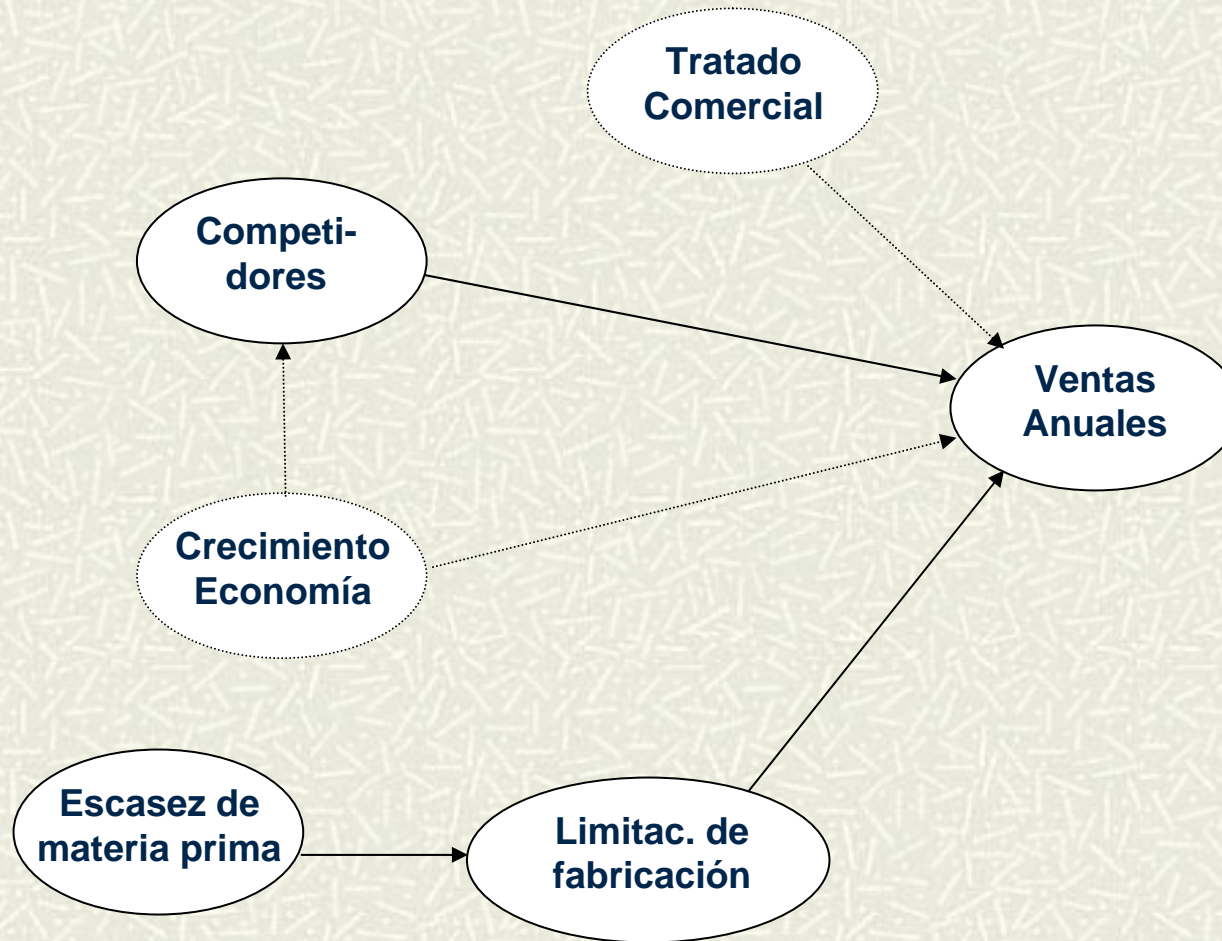 Tratado
Comercial
Competi-
dores
Ventas
Anuales
Crecimiento
Economía
Escasez de
materia prima
Limitac. de
fabricación